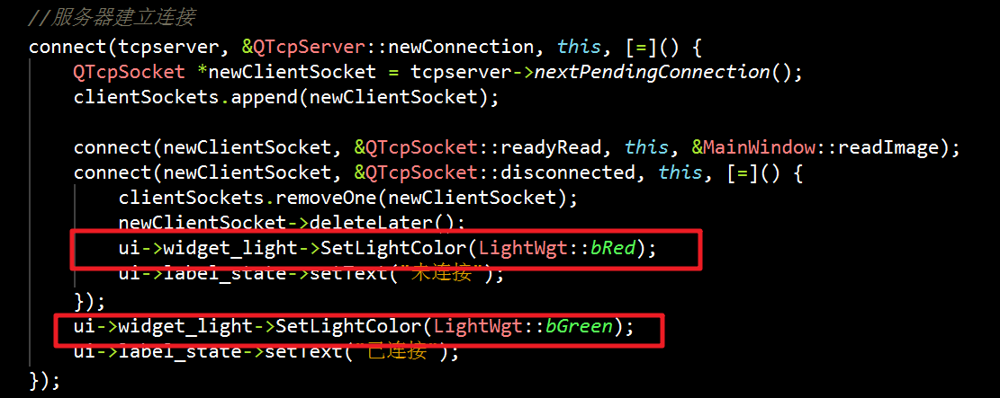 //服务器建立连接
connect(tcpserver, &QTcpServer::newConnection, this, [=]() {
QTcpSocket *newClientSocket = tcpserver->nextPendingConnection();
clientSockets.append(newClientSocket);
connect(newClientSocket, &QTcpSocket::readyRead, this, &MainWindow::readImage);
connect(newClientSocket, &QTcpSocket::disconnected, this, [=]() {
clientSockets.removeOne(newClientSocket);
newClientSocket->deleteLater();
ui->widget_light->SetLightColor(LightWgt::bRed);
ui->label_state->setText("未连接");
});
ui->widget_light->SetLightColor(LightWgt::bGreen);
ui->label_state->setText("已连接");
});